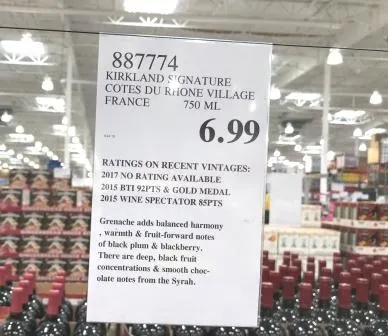 887774
KIRKLAND SIGNATURE
COTES DU RHONE VILLAGE
FRANCE 750 ML
6.99
RATINGS ON RECENT VINTAGES:
2017 NO RATING AVAILABLE
2015 BTI 92PTS & GOLD MEDAL
2015 WINE SPECTATOR 85PTS
Grenache adds balanced harmony
, warmth & fruit-forward notes
of black plum & blackberry.
There are deep, black fruit
concentrations & smooth choc-
olate notes from the Syrah.